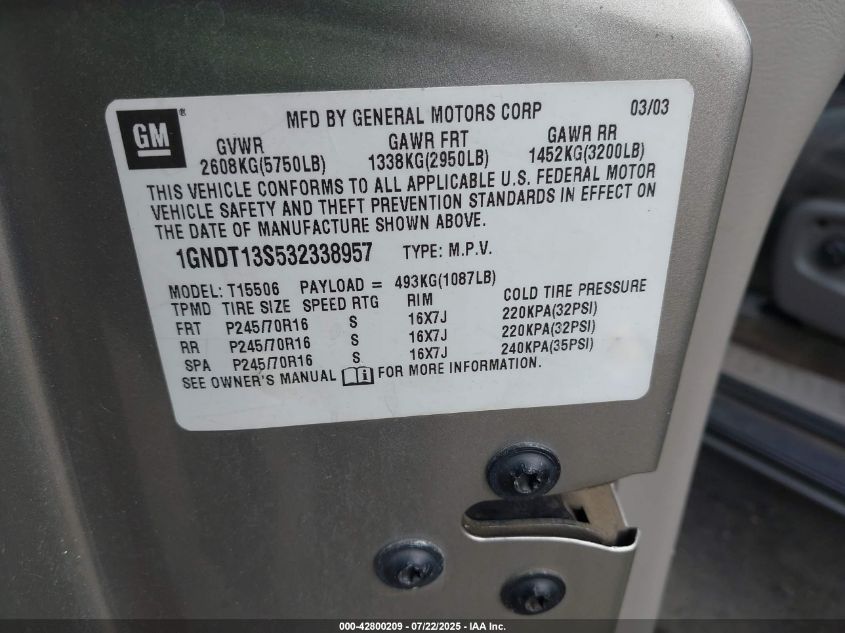 GM ®
MFD BY GENERAL MOTORS CORP 03/03
GVWR GAWR FRT GAWR RR
2608KG(5750LB) 1338KG(2950LB) 1452KG(3200LB)
THIS VEHICLE CONFORMS TO ALL APPLICABLE U.S. FEDERAL MOTOR
VEHICLE SAFETY AND THEFT PREVENTION STANDARDS IN EFFECT ON
THE DATE OF MANUFACTURE SHOWN ABOVE.
1GNDT13S532338957 TYPE: M.P.V.
MODEL: T15506 PAYLOAD = 493KG(1087LB)
TPMD TIRE SIZE SPEED RTG RIM COLD TIRE PRESSURE
FRT P245/70R16 S 16X7J 220KPA(32PSI)
RR P245/70R16 S 16X7J 220KPA(32PSI)
SPA P245/70R16 S 16X7J 240KPA(35PSI)
SEE OWNER'S MANUAL i FOR MORE INFORMATION.
000-42800209 - 07/22/2025 - IAA Inc.